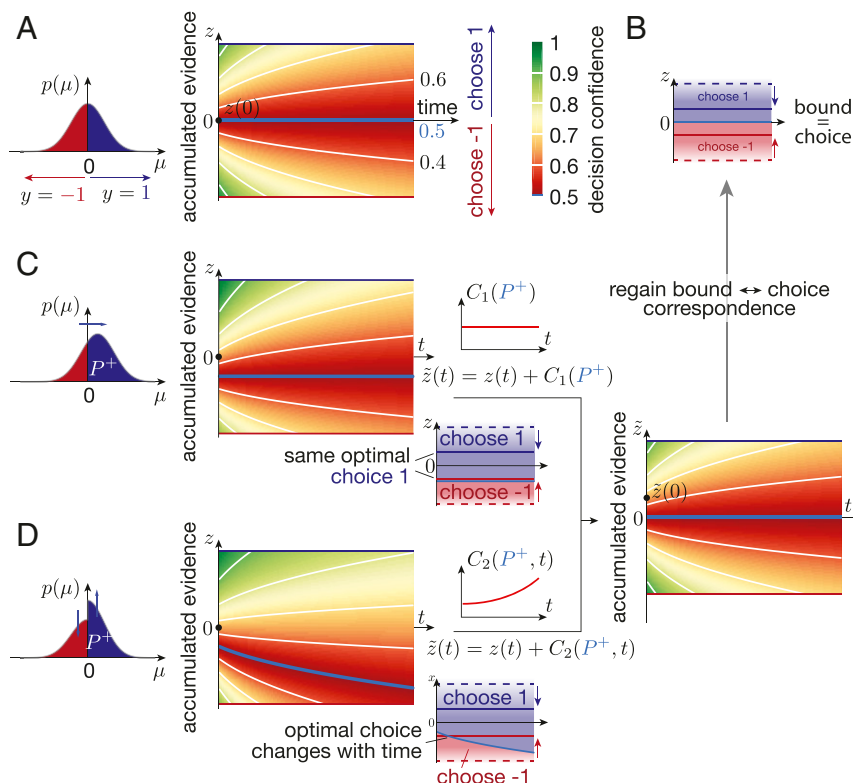 A
z
accumulated evidence
p(μ)
0
μ
y = −1
y = 1
z(0)
0
0.6
time
0.5
0.4
choose 1
choose -1
1
0.9
0.8
0.7
0.6
0.5
decision confidence
B
z
0
choose 1
choose -1
bound
=
choice
regain bound ↔ choice
correspondence
C
p(μ)
P⁺
0
μ
accumulated evidence
z
0
t
C₁(P⁺)
t
z̃(t) = z(t) + C₁(P⁺)
same optimal
choice 1
z
0
choose 1
choose -1
D
p(μ)
P⁺
0
μ
accumulated evidence
z
0
t
C₂(P⁺, t)
t
z̃(t) = z(t) + C₂(P⁺, t)
optimal choice
changes with time
x
0
choose 1
choose -1
accumulated evidence
z̃
z̃(0)
0
t